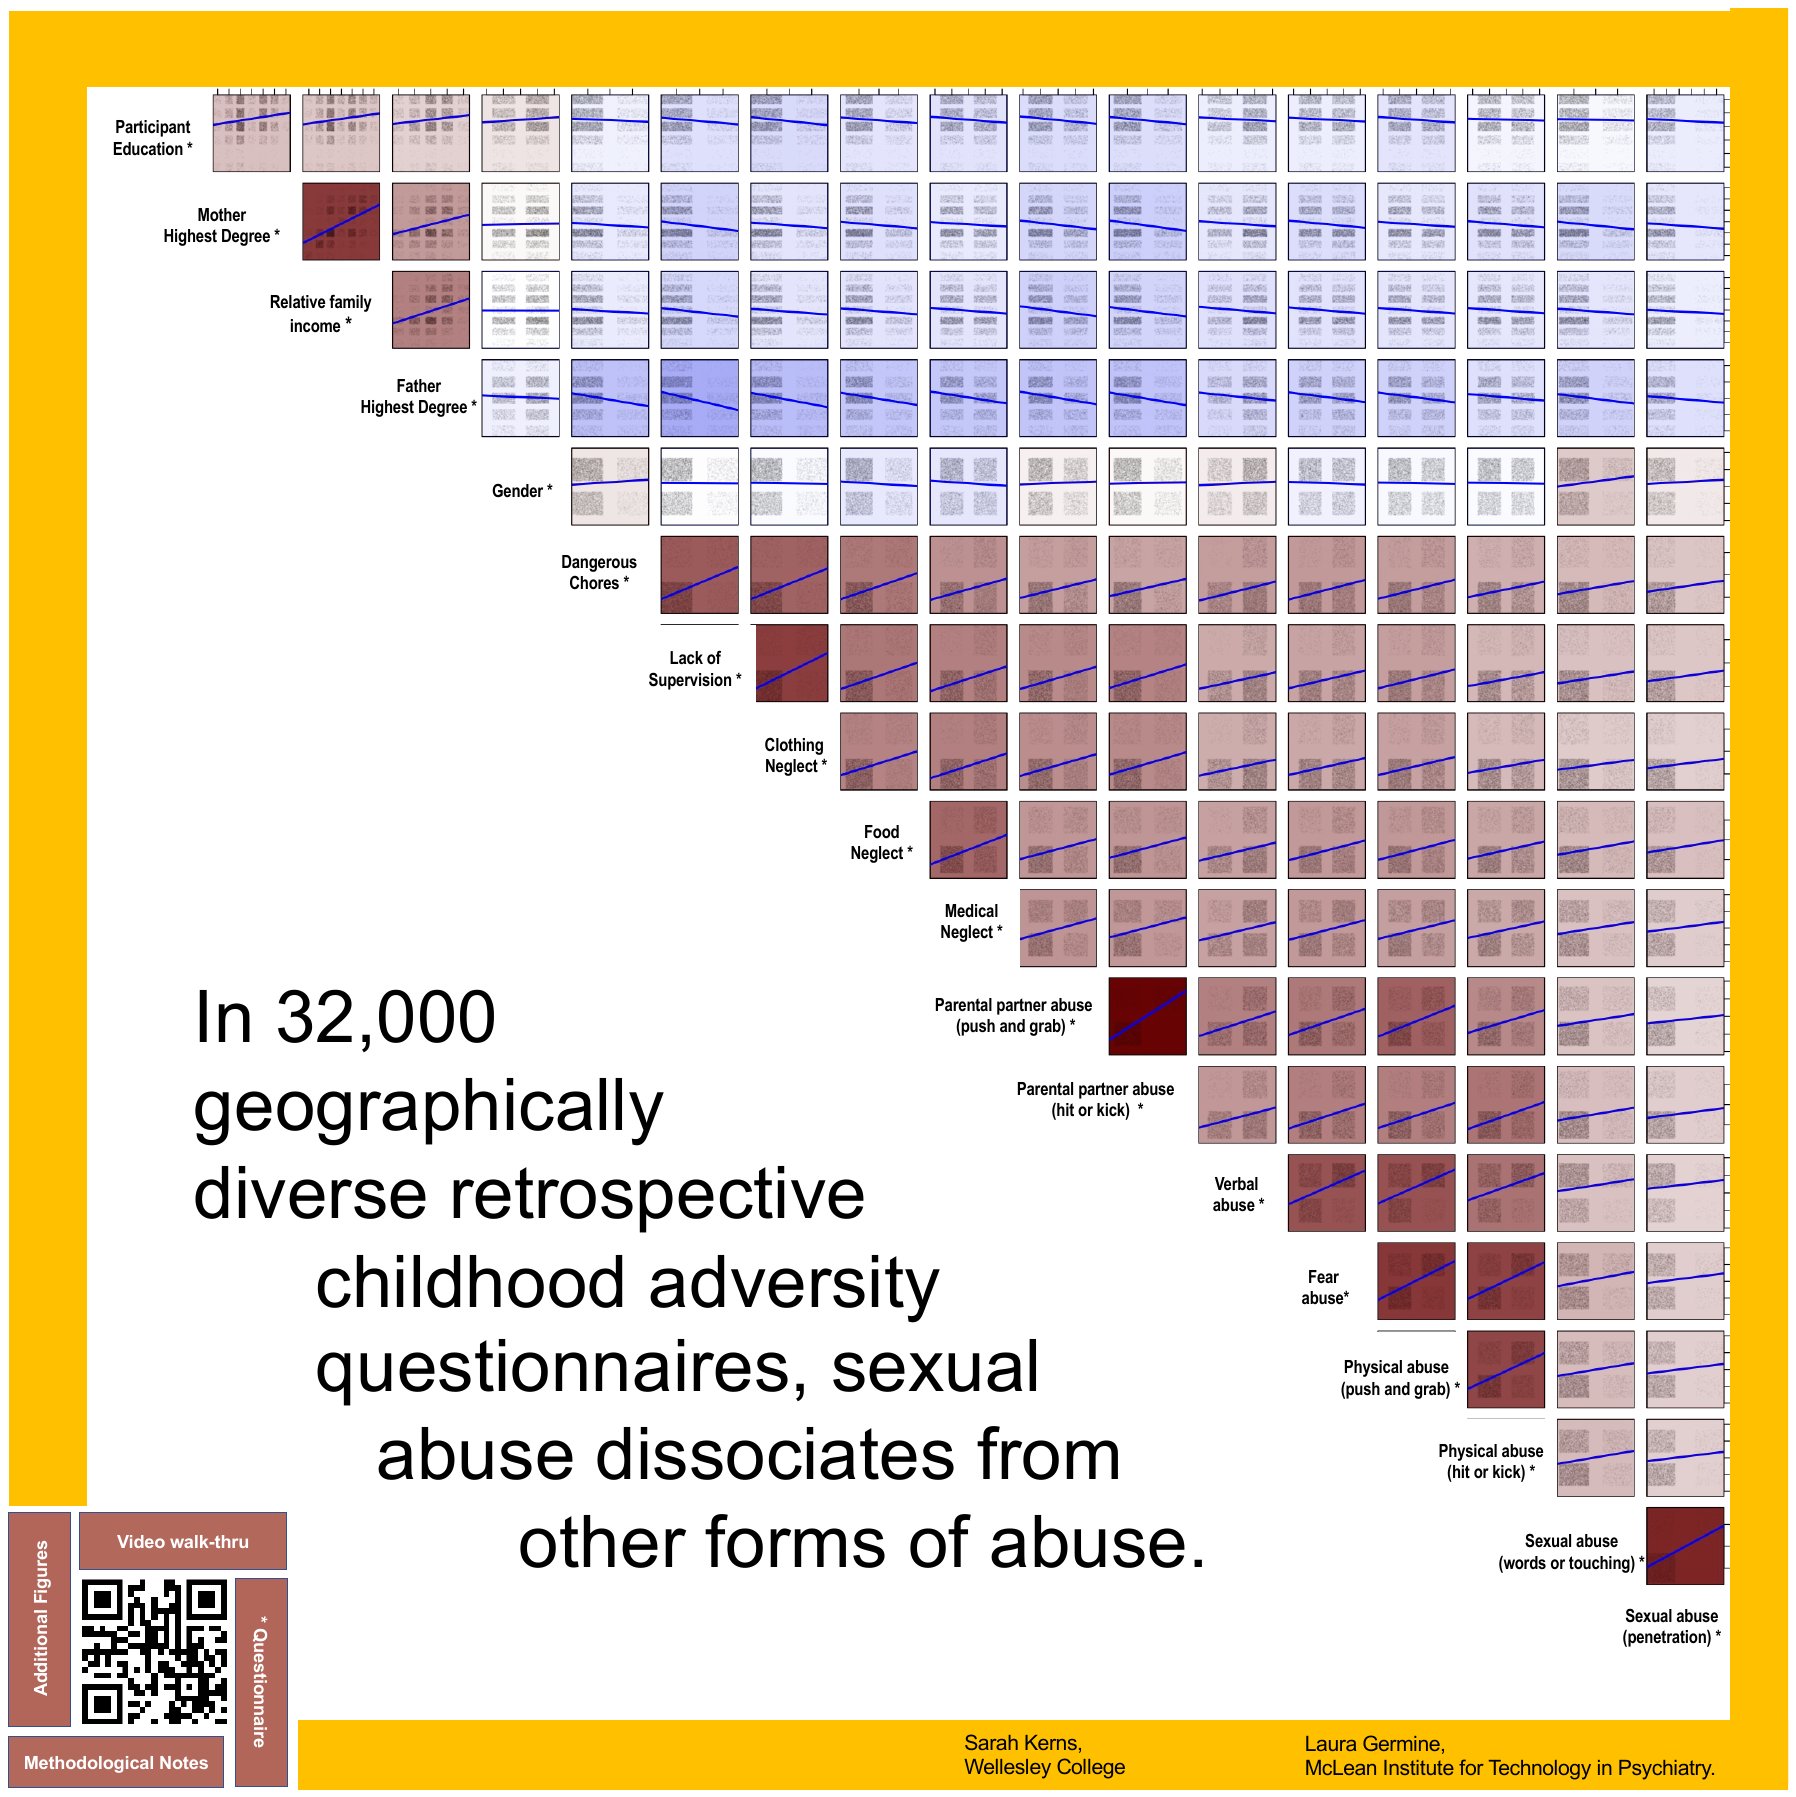 Participant
Education *
Mother
Highest Degree *
Relative family
income *
Father
Highest Degree *
Gender *
Dangerous
Chores *
Lack of
Supervision *
Clothing
Neglect *
Food
Neglect *
Medical
Neglect *
Parental partner abuse
(push and grab) *
Parental partner abuse
(hit or kick) *
Verbal
abuse *
Fear
abuse*
Physical abuse
(push and grab) *
Physical abuse
(hit or kick) *
Sexual abuse
(words or touching) *
Sexual abuse
(penetration) *
In 32,000
geographically
diverse retrospective
childhood adversity
questionnaires, sexual
abuse dissociates from
other forms of abuse.
Video walk-thru
Additional Figures
* Questionnaire
Methodological Notes
Sarah Kerns,
Wellesley College
Laura Germine,
McLean Institute for Technology in Psychiatry.